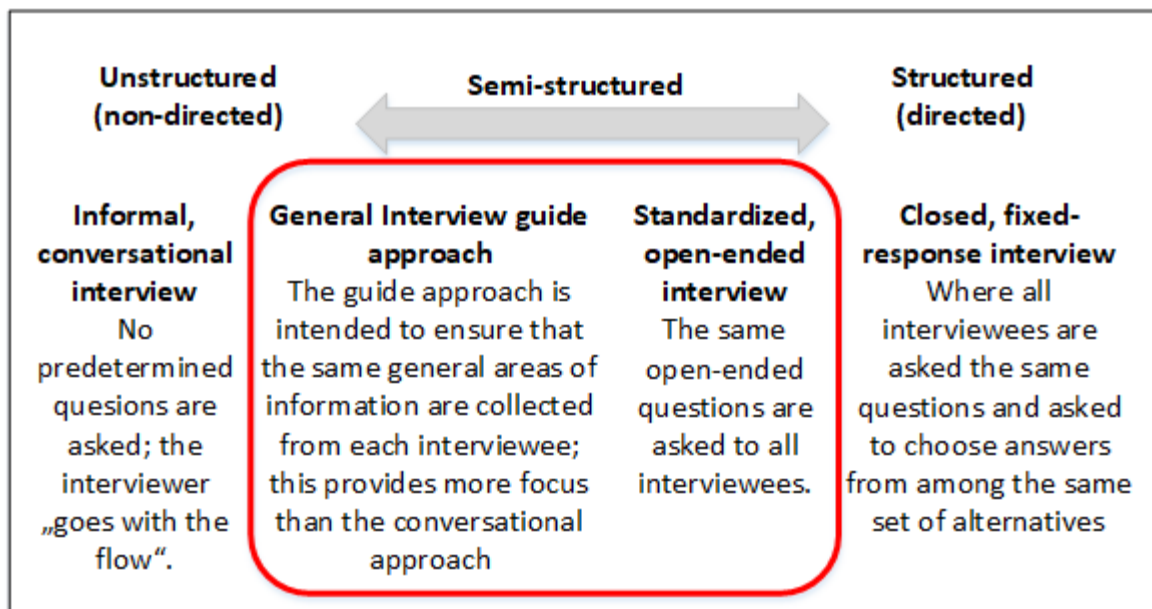 Unstructured
(non-directed)
Semi-structured
Structured
(directed)
Informal,
conversational
interview
No
predetermined
quesions are
asked; the
interviewer
„goes with the
flow“.
General Interview guide
approach
The guide approach is
intended to ensure that
the same general areas of
information are collected
from each interviewee;
this provides more focus
than the conversational
approach
Standardized,
open-ended
interview
The same
open-ended
questions are
asked to all
interviewees.
Closed, fixed-
response interview
Where all
interviewees are
asked the same
questions and asked
to choose answers
from among the same
set of alternatives